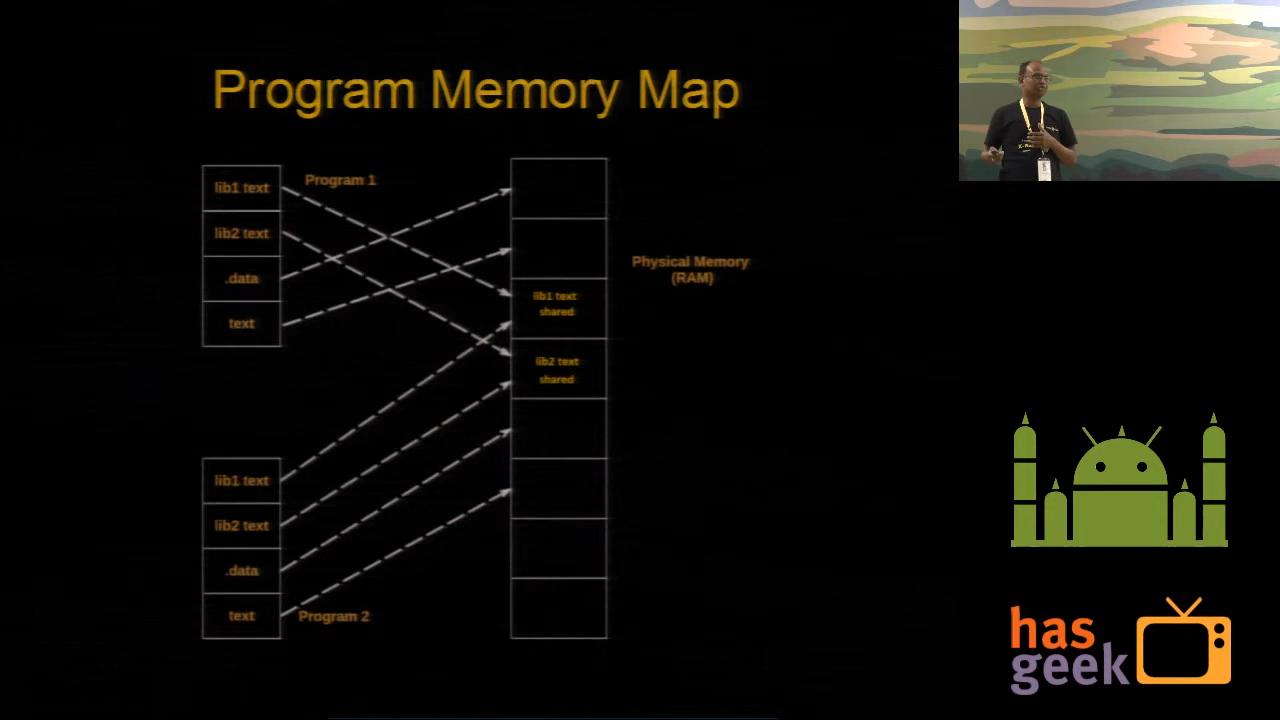 Program Memory Map
lib1 text
lib2 text
.data
text
Program 1
lib1 text
shared
lib2 text
shared
Physical Memory
(RAM)
lib1 text
lib2 text
.data
text
Program 2
has
geek